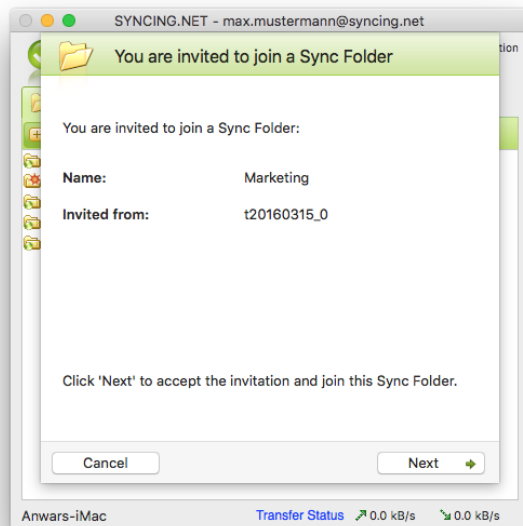 SYNCING.NET - max.mustermann@syncing.net
You are invited to join a Sync Folder
You are invited to join a Sync Folder:
Name: Marketing
Invited from: t20160315_0
Click 'Next' to accept the invitation and join this Sync Folder.
Cancel Next
Anwars-iMac Transfer Status 0.0 kB/s 0.0 kB/s